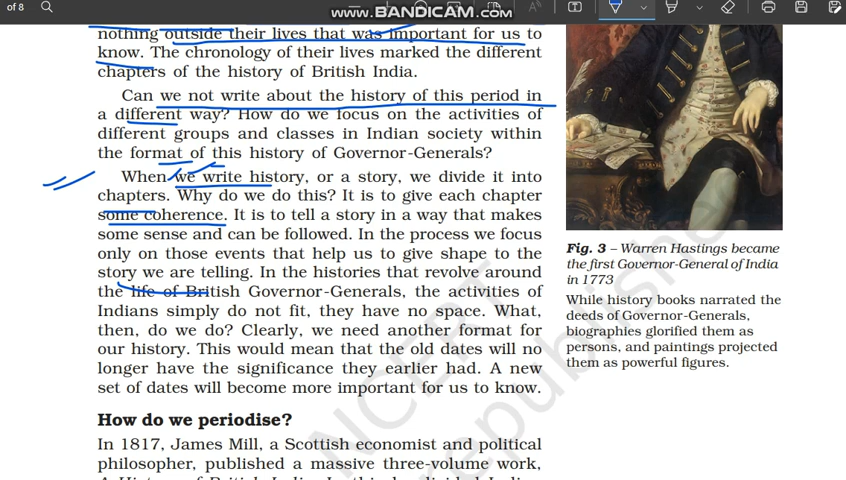 of 8
www.BANDICAM.com
nothing outside their lives that was important for us to
know. The chronology of their lives marked the different
chapters of the history of British India.
Can we not write about the history of this period in
a different way? How do we focus on the activities of
different groups and classes in Indian society within
the format of this history of Governor-Generals?
When we write history, or a story, we divide it into
chapters. Why do we do this? It is to give each chapter
some coherence. It is to tell a story in a way that makes
some sense and can be followed. In the process we focus
only on those events that help us to give shape to the
story we are telling. In the histories that revolve around
the life of British Governor-Generals, the activities of
Indians simply do not fit, they have no space. What,
then, do we do? Clearly, we need another format for
our history. This would mean that the old dates will no
longer have the significance they earlier had. A new
set of dates will become more important for us to know.
How do we periodise?
In 1817, James Mill, a Scottish economist and political
philosopher, published a massive three-volume work,
A History of British India. In this he divided Indian
Fig. 3 – Warren Hastings became
the first Governor-General of India
in 1773
While history books narrated the
deeds of Governor-Generals,
biographies glorified them as
persons, and paintings projected
them as powerful figures.
NCERT
republished